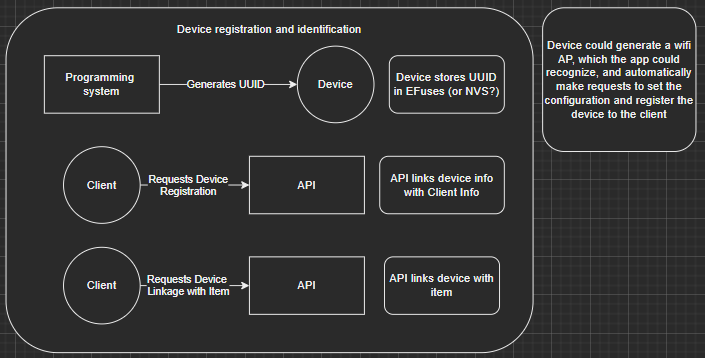 Device registration and identification
Programming
system
Generates UUID
Device
Device stores UUID
in EFuses (or NVS?)
Client
Requests Device
Registration
API
API links device info
with Client Info
Client
Requests Device
Linkage with Item
API
API links device with
item
Device could generate a wifi
AP, which the app could
recognize, and automatically
make requests to set the
configuration and register the
device to the client